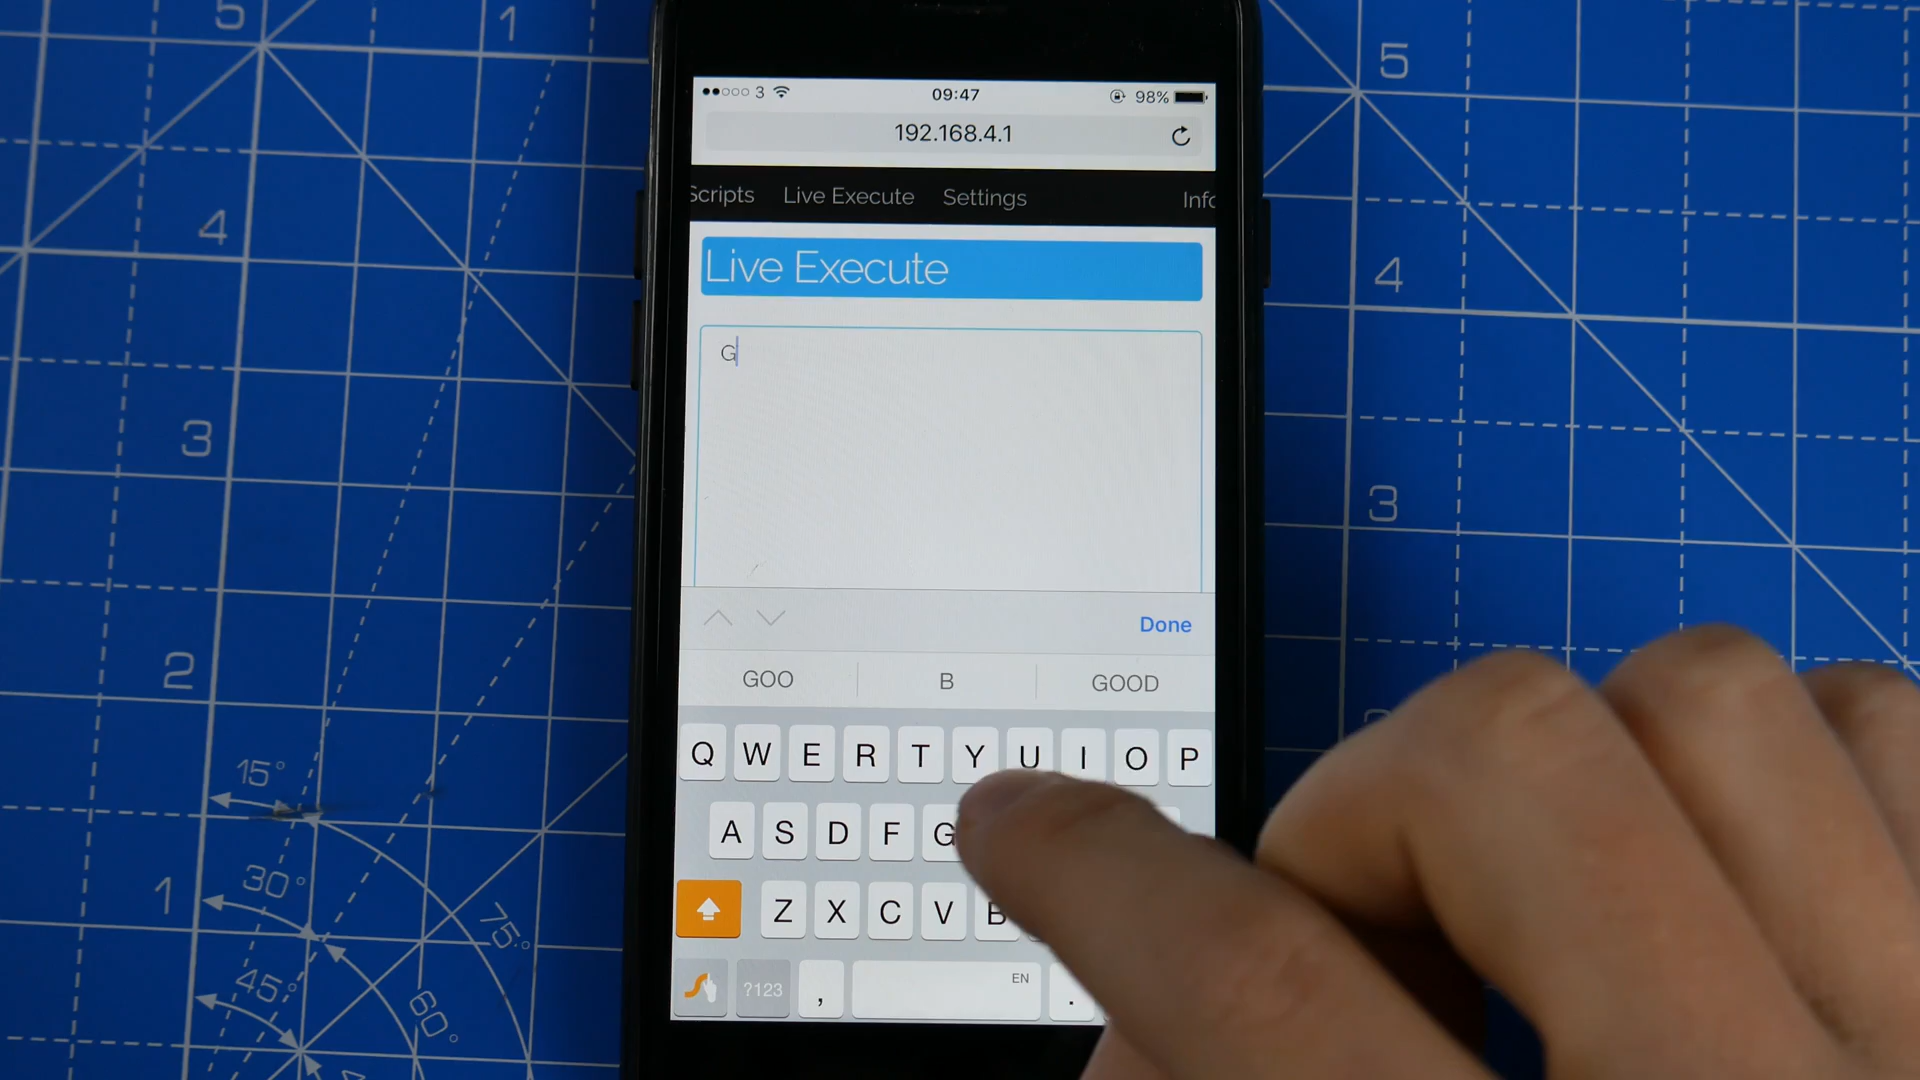 5
1
4
3
2
1
15°
30°
45°
60°
75°
5
4
3
3
09:47
98%
192.168.4.1
Scripts Live Execute Settings Info
Live Execute
G
Done
GOO B GOOD
Q W E R T Y U I O P
A S D F G
Z X C V B
?123 , EN .